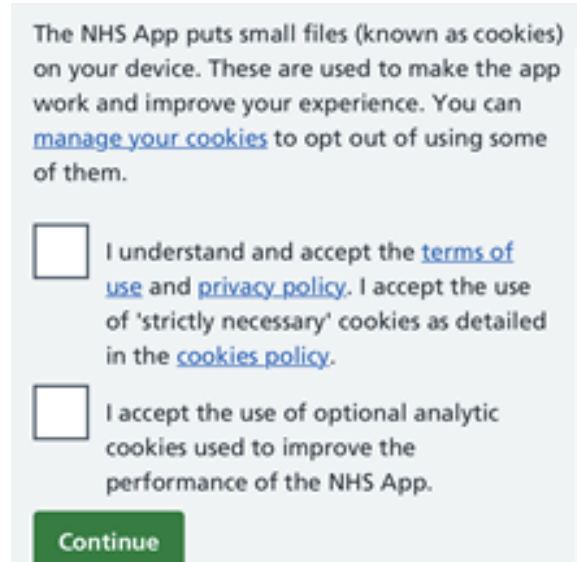 The NHS App puts small files (known as cookies)
on your device. These are used to make the app
work and improve your experience. You can
manage your cookies to opt out of using some
of them.
I understand and accept the terms of
use and privacy policy. I accept the use
of 'strictly necessary' cookies as detailed
in the cookies policy.
I accept the use of optional analytic
cookies used to improve the
performance of the NHS App.
Continue